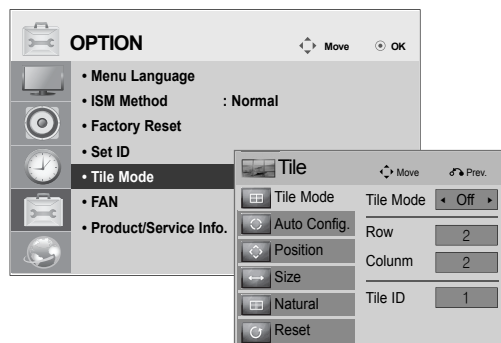 OPTION
Move
OK
• Menu Language
• ISM Method : Normal
• Factory Reset
• Set ID
• Tile Mode
• FAN
• Product/Service Info.
Tile
Move
Prev.
Tile Mode
Auto Config.
Position
Size
Natural
Reset
Tile Mode Off
Row 2
Colunm 2
Tile ID 1